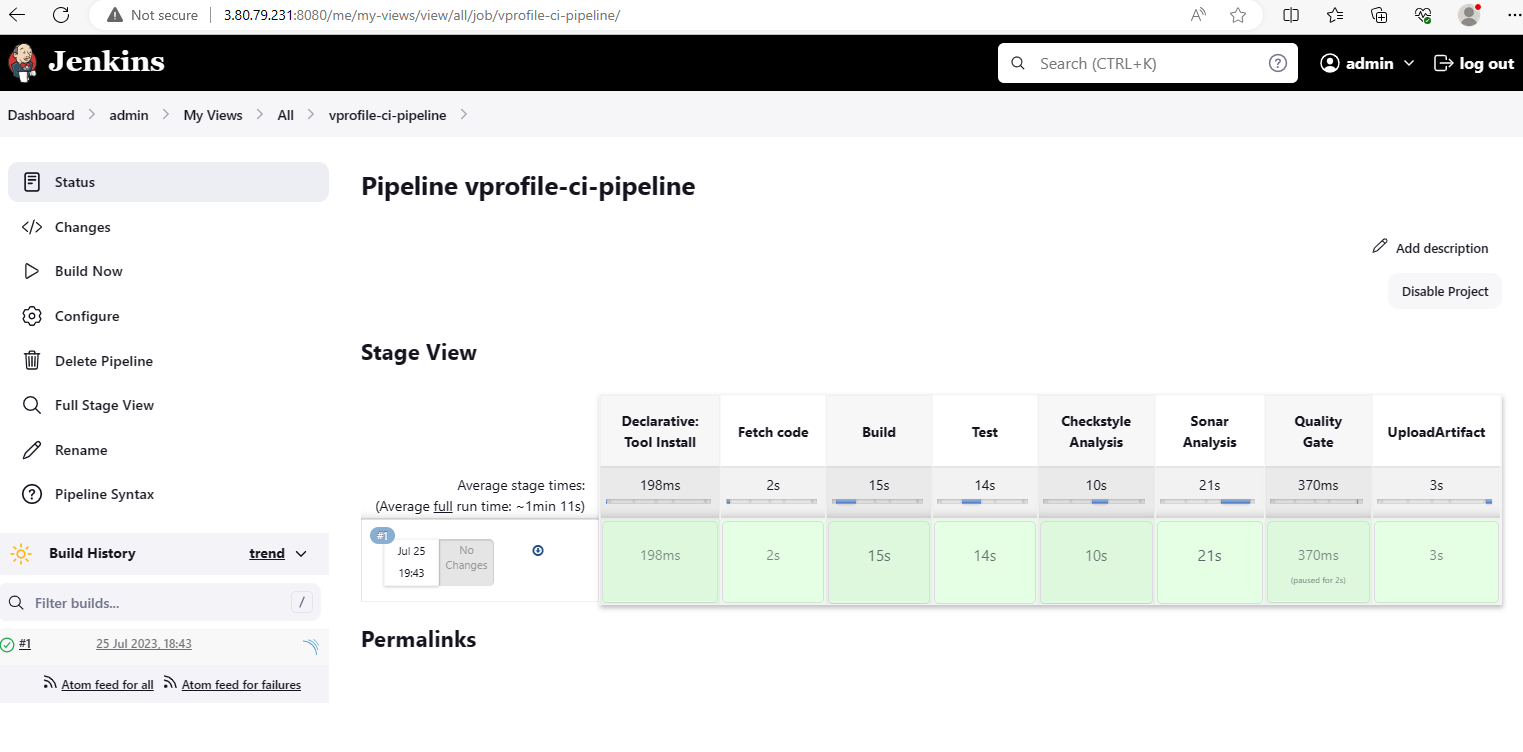 Not secure
3.80.79.231:8080/me/my-views/view/all/job/vprofile-ci-pipeline/
Jenkins
Search (CTRL+K)
?
admin
log out
Dashboard
admin
My Views
All
vprofile-ci-pipeline
Status
Changes
Build Now
Configure
Delete Pipeline
Full Stage View
Rename
Pipeline Syntax
Build History
trend
Filter builds...
/
#1
25 Jul 2023, 18:43
Atom feed for all
Atom feed for failures
Pipeline vprofile-ci-pipeline
Add description
Disable Project
Stage View
Declarative:
Tool Install
Fetch code
Build
Test
Checkstyle
Analysis
Sonar
Analysis
Quality
Gate
UploadArtifact
Average stage times:
(Average full run time: ~1min 11s)
198ms
2s
15s
14s
10s
21s
370ms
3s
#1
Jul 25
19:43
No
Changes
198ms
2s
15s
14s
10s
21s
370ms
(paused for 2s)
3s
Permalinks